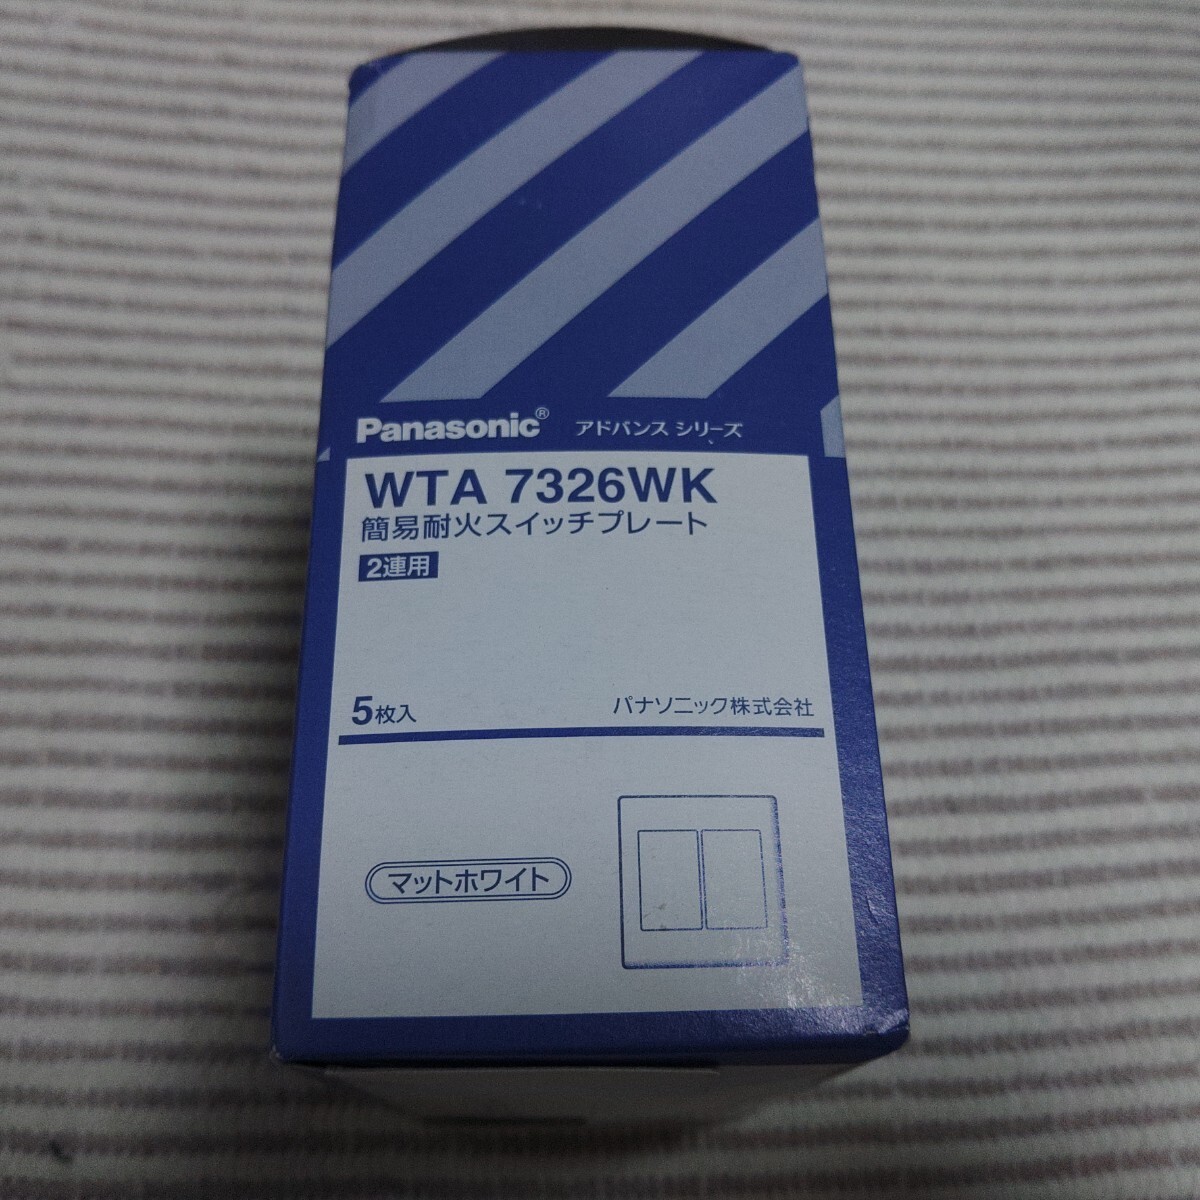 Panasonic® アドバンス シリーズ
WTA 7326WK
簡易耐火スイッチプレート
2連用
5枚入 パナソニック株式会社
マットホワイト